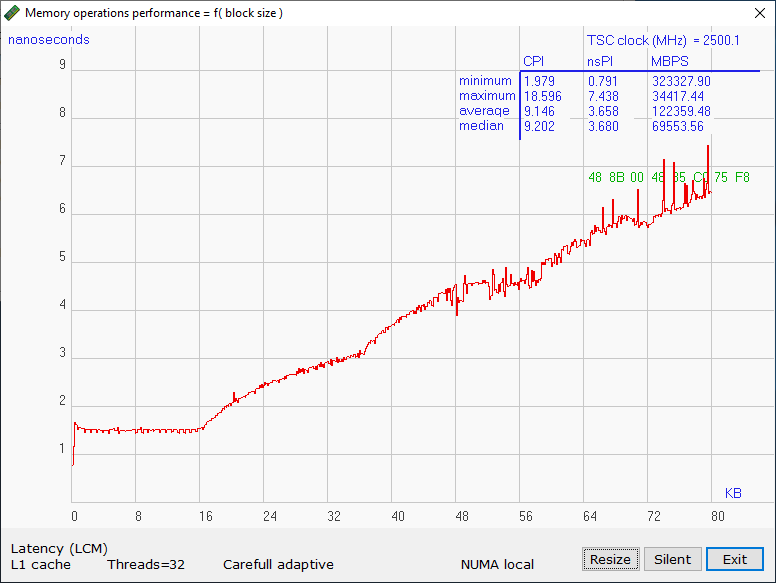 Memory operations performance = f( block size )
nanoseconds
TSC clock (MHz) = 2500.1
CPI nsPI MBPS
minimum 1.979 0.791 323327.90
maximum 18.596 7.438 34417.44
average 9.146 3.658 122359.48
median 9.202 3.680 69553.56
48 8B 00 48 85 C0 75 F8
9
8
7
6
5
4
3
2
1
KB
0 8 16 24 32 40 48 56 64 72 80
Latency (LCM)
L1 cache Threads=32 Carefull adaptive NUMA local
Resize Silent Exit